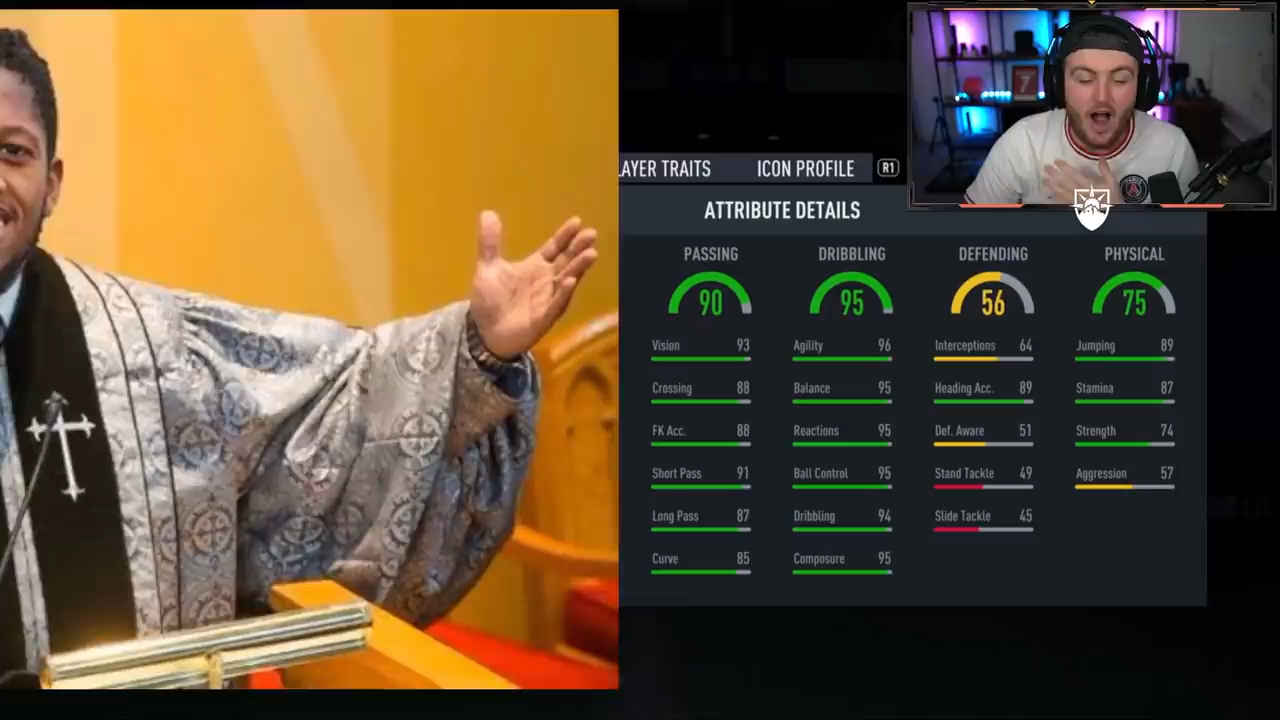 LAYER TRAITS ICON PROFILE R1
ATTRIBUTE DETAILS
PASSING DRIBBLING DEFENDING PHYSICAL
90 95 56 75
Vision 93 Agility 96 Interceptions 64 Jumping 89
Crossing 88 Balance 95 Heading Acc. 89 Stamina 87
FK Acc. 88 Reactions 95 Def. Aware 51 Strength 74
Short Pass 91 Ball Control 95 Stand Tackle 49 Aggression 57
Long Pass 87 Dribbling 94 Slide Tackle 45
Curve 85 Composure 95